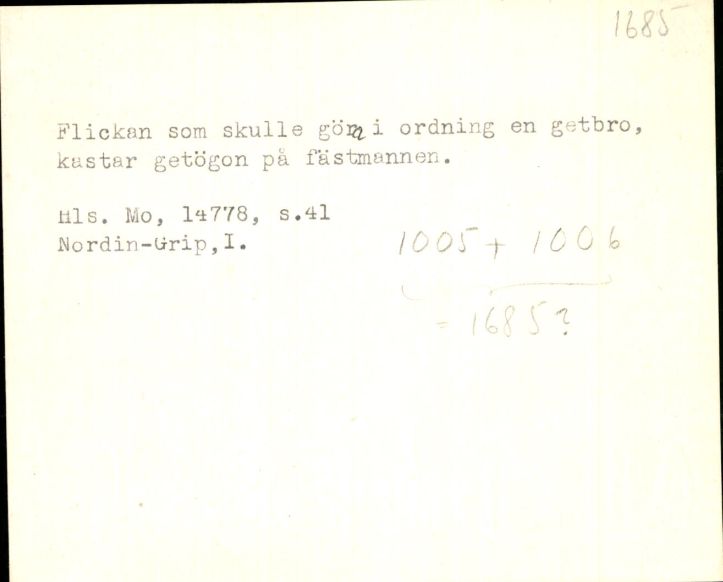 1685
Flickan som skulle göra i ordning en getbro,
kastar getögon på fästmannen.
Hls. Mo, 14778, s.41
Nordin-Grip, I.
1005 + 1006
= 1685?